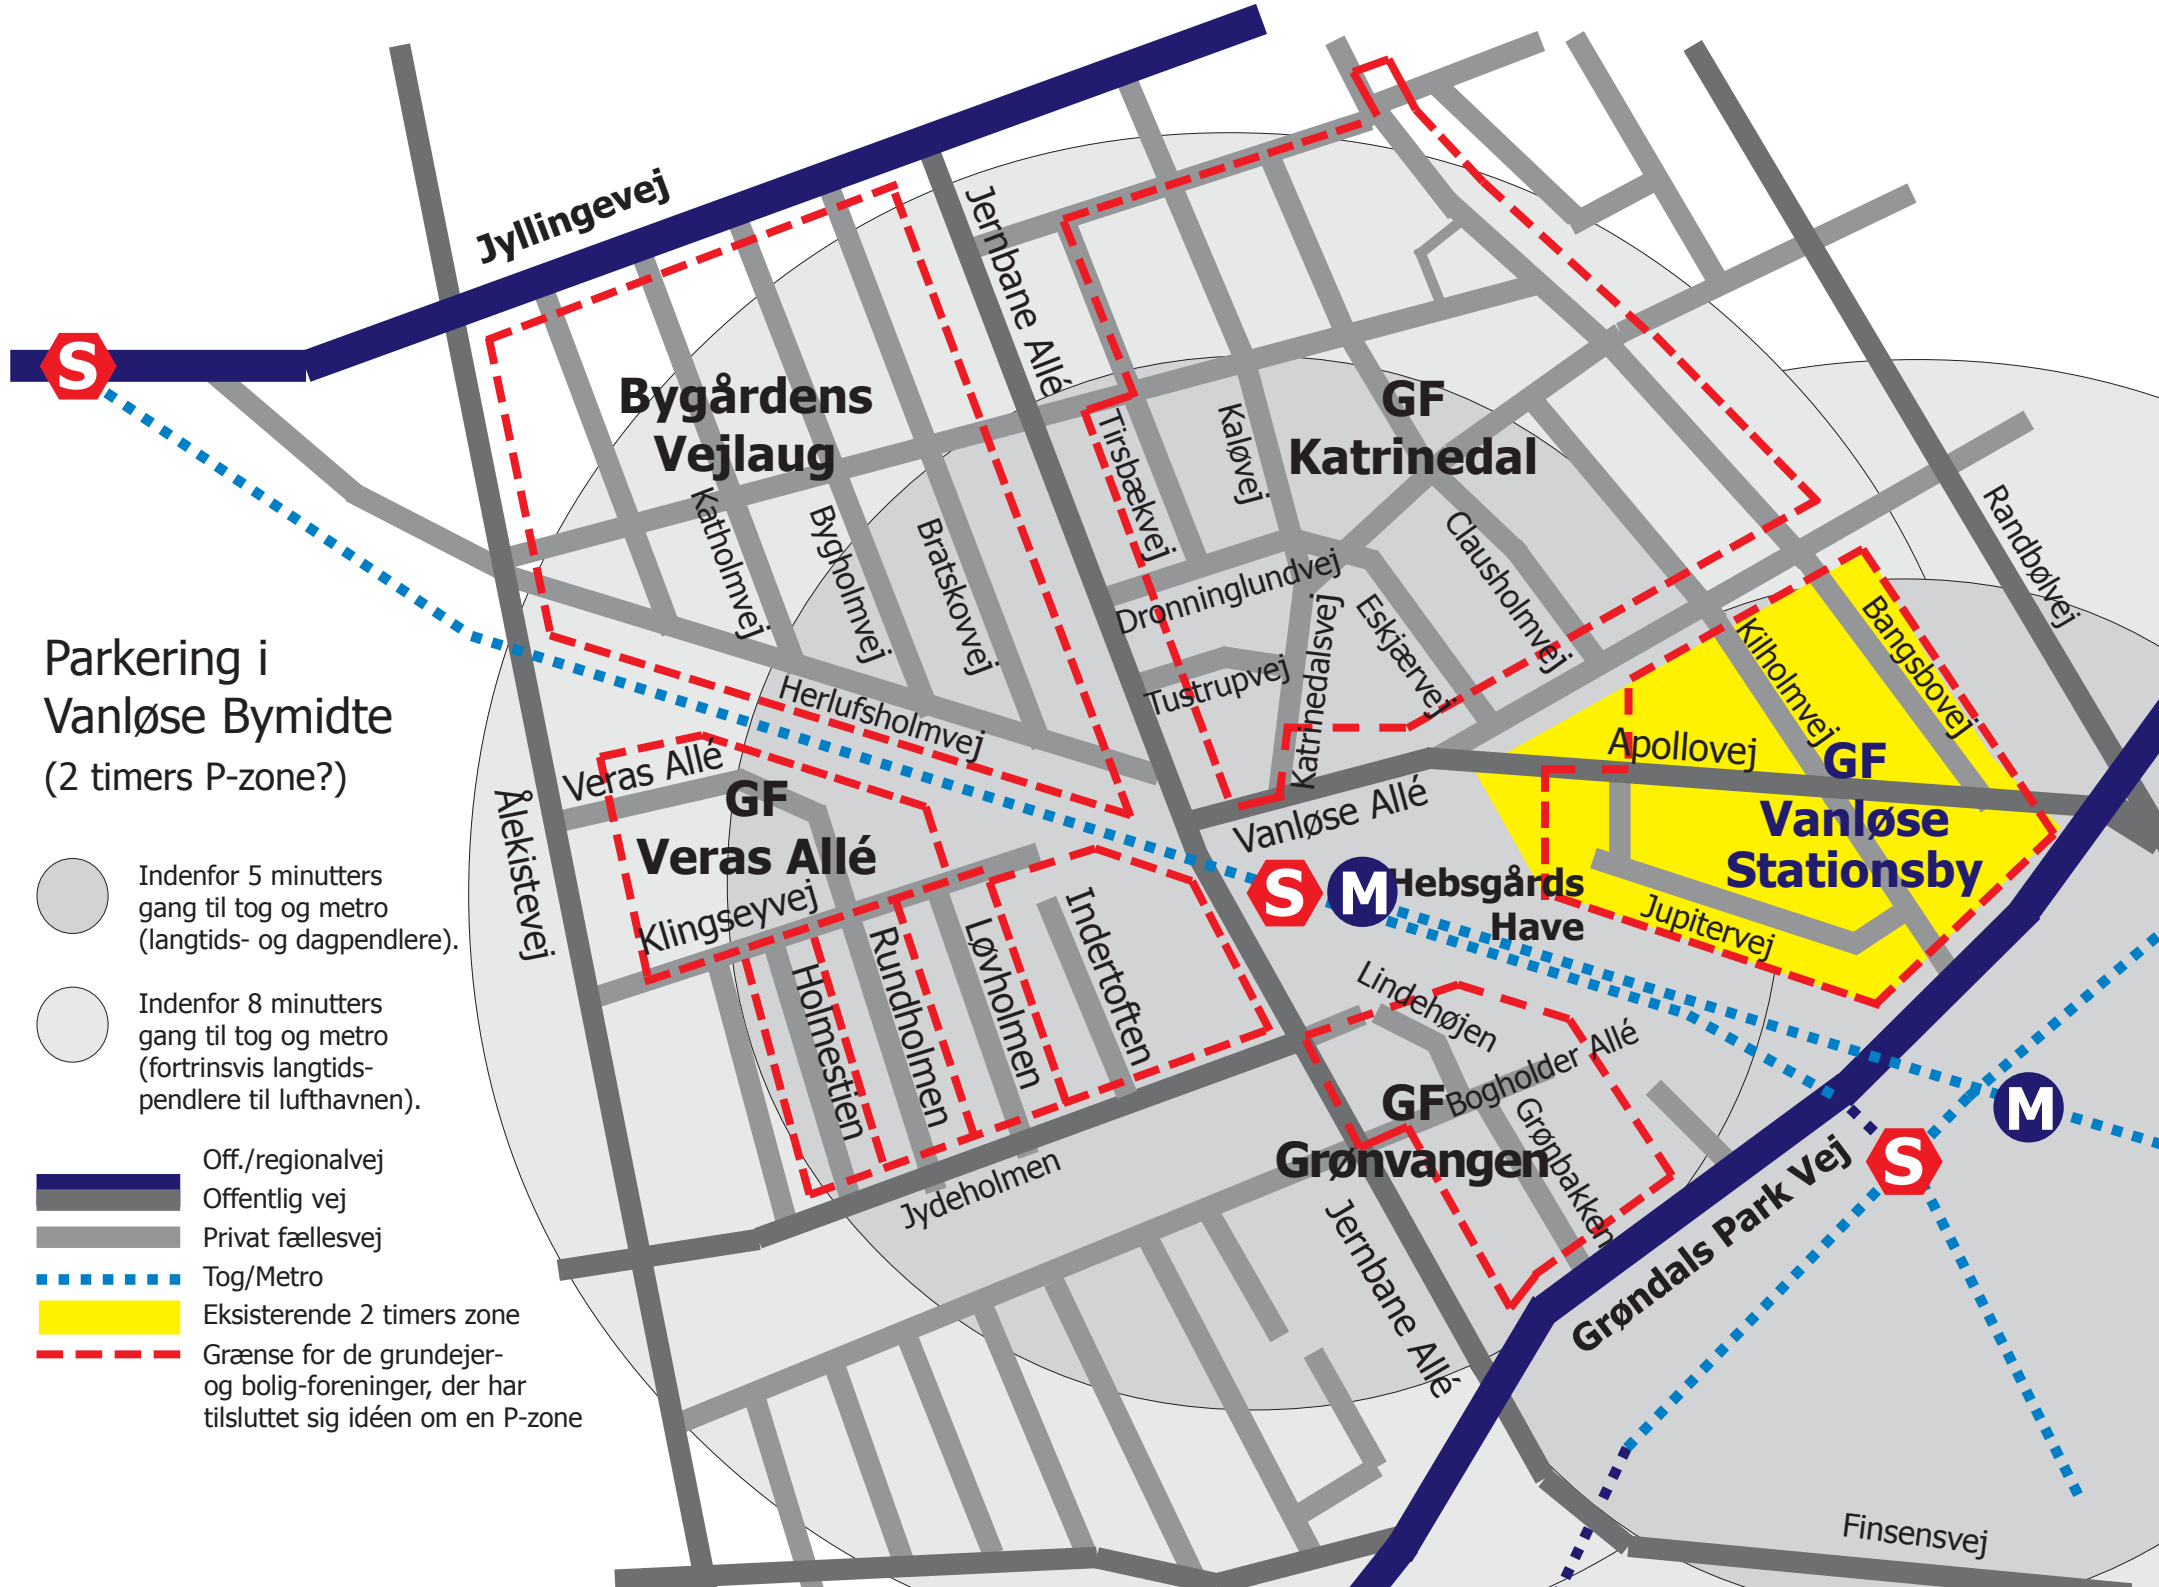 Jyllingevej
Jernbane Allé
S
Bygårdens
Vejlaug
GF
Katrinedal
Tirsbækvej
Kaløvej
Katholmvej
Bygholmvej
Bratskovvej
Clausholmvej
Randbølvej
Dronninglundvej
Eskjærvej
Katrinedalsvej
Tustrupvej
Kilholmvej
Bangsbovej
Parkering i
Vanløse Bymidte
(2 timers P-zone?)
Herlufsholmvej
Veras Allé
GF
Veras Allé
Ålekistevej
Apollovej
GF
Vanløse
Stationsby
Vanløse Allé
S
M
Hebsgårds
Have
Jupitervej
Klingseyvej
Holmestien
Rundholmen
Løvholmen
Indertoften
Lindehøjen
Bogholder Allé
GF
Grønvangen
Grønbakken
M
S
Jydeholmen
Jernbane Allé
Grøndals Park Vej
Finsensvej
Indenfor 5 minutters
gang til tog og metro
(langtids- og dagpendlere).
Indenfor 8 minutters
gang til tog og metro
(fortrinsvis langtids-
pendlere til lufthavnen).
Off./regionalvej
Offentlig vej
Privat fællesvej
Tog/Metro
Eksisterende 2 timers zone
Grænse for de grundejer-
og bolig-foreninger, der har
tilsluttet sig idéen om en P-zone